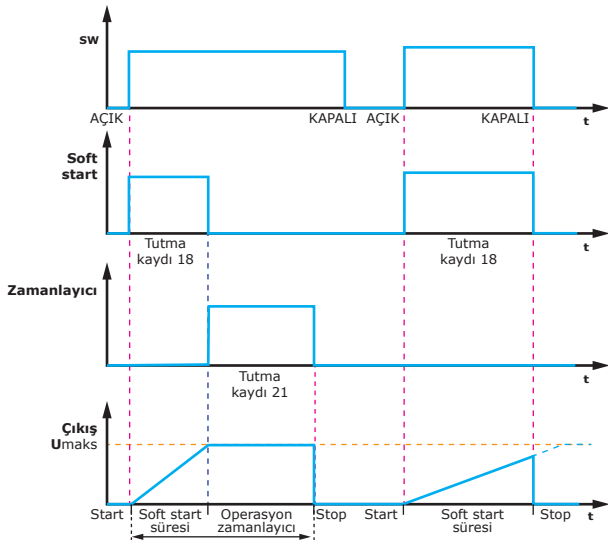 sw
AÇIK KAPALI AÇIK KAPALI t
Soft
start
Tutma
kaydı 18
Tutma
kaydı 18
t
Zamanlayıcı
Tutma
kaydı 21
t
Çıkış
Umaks
Start Soft start
süresi
Operasyon
zamanlayıcı
Stop Start Soft start
süresi
Stop t